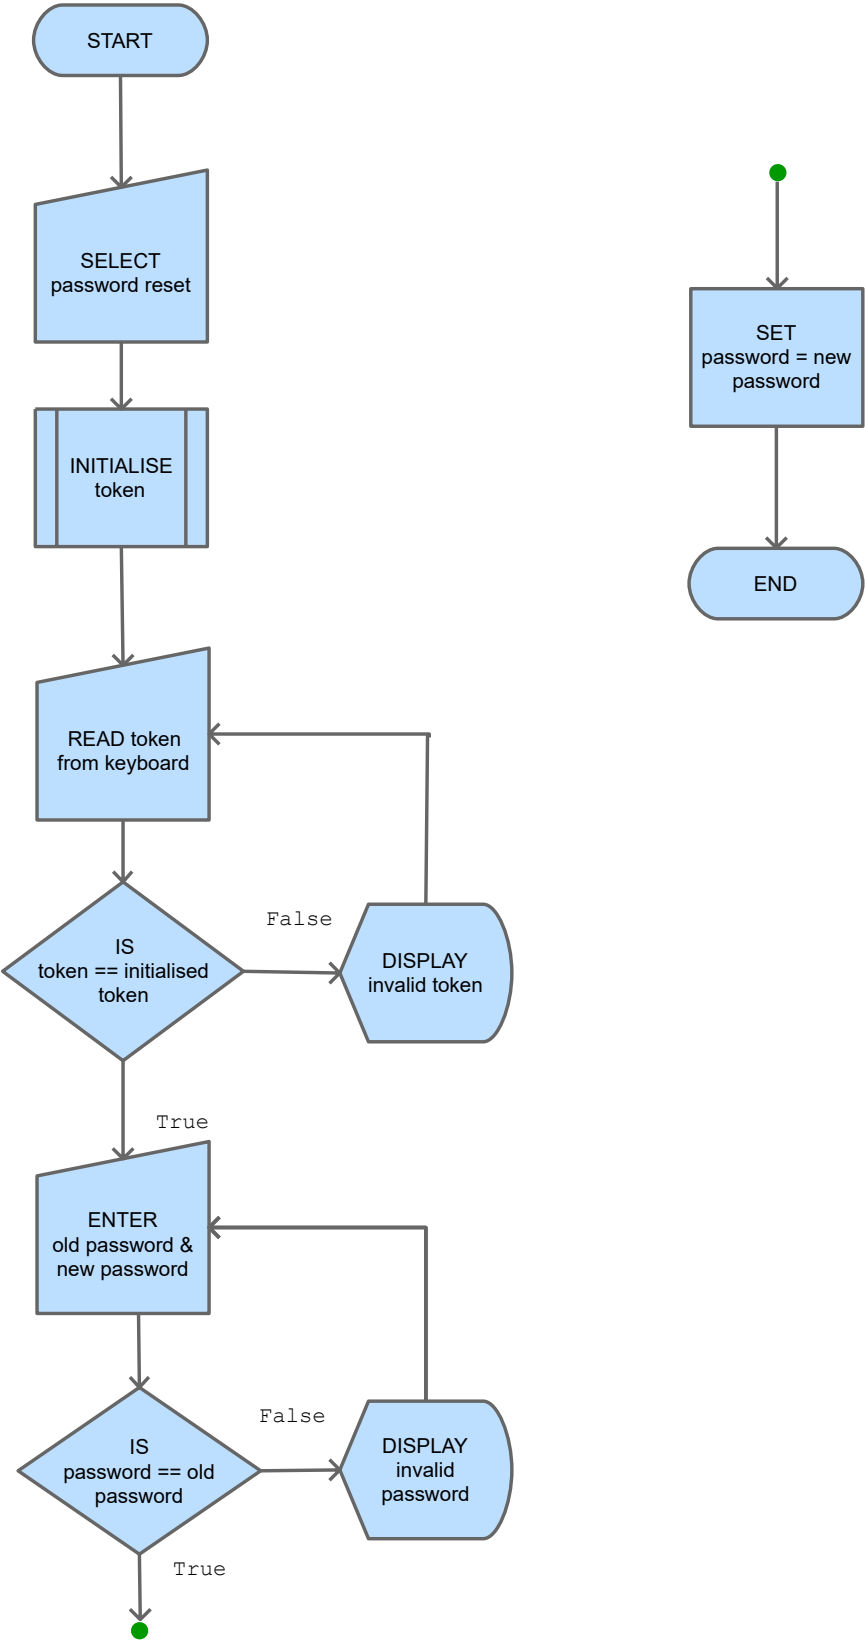 START
SELECT
password reset
INITIALISE
token
READ token
from keyboard
IS
token == initialised
token
False
DISPLAY
invalid token
True
ENTER
old password &
new password
IS
password == old
password
False
DISPLAY
invalid
password
True
SET
password = new
password
END